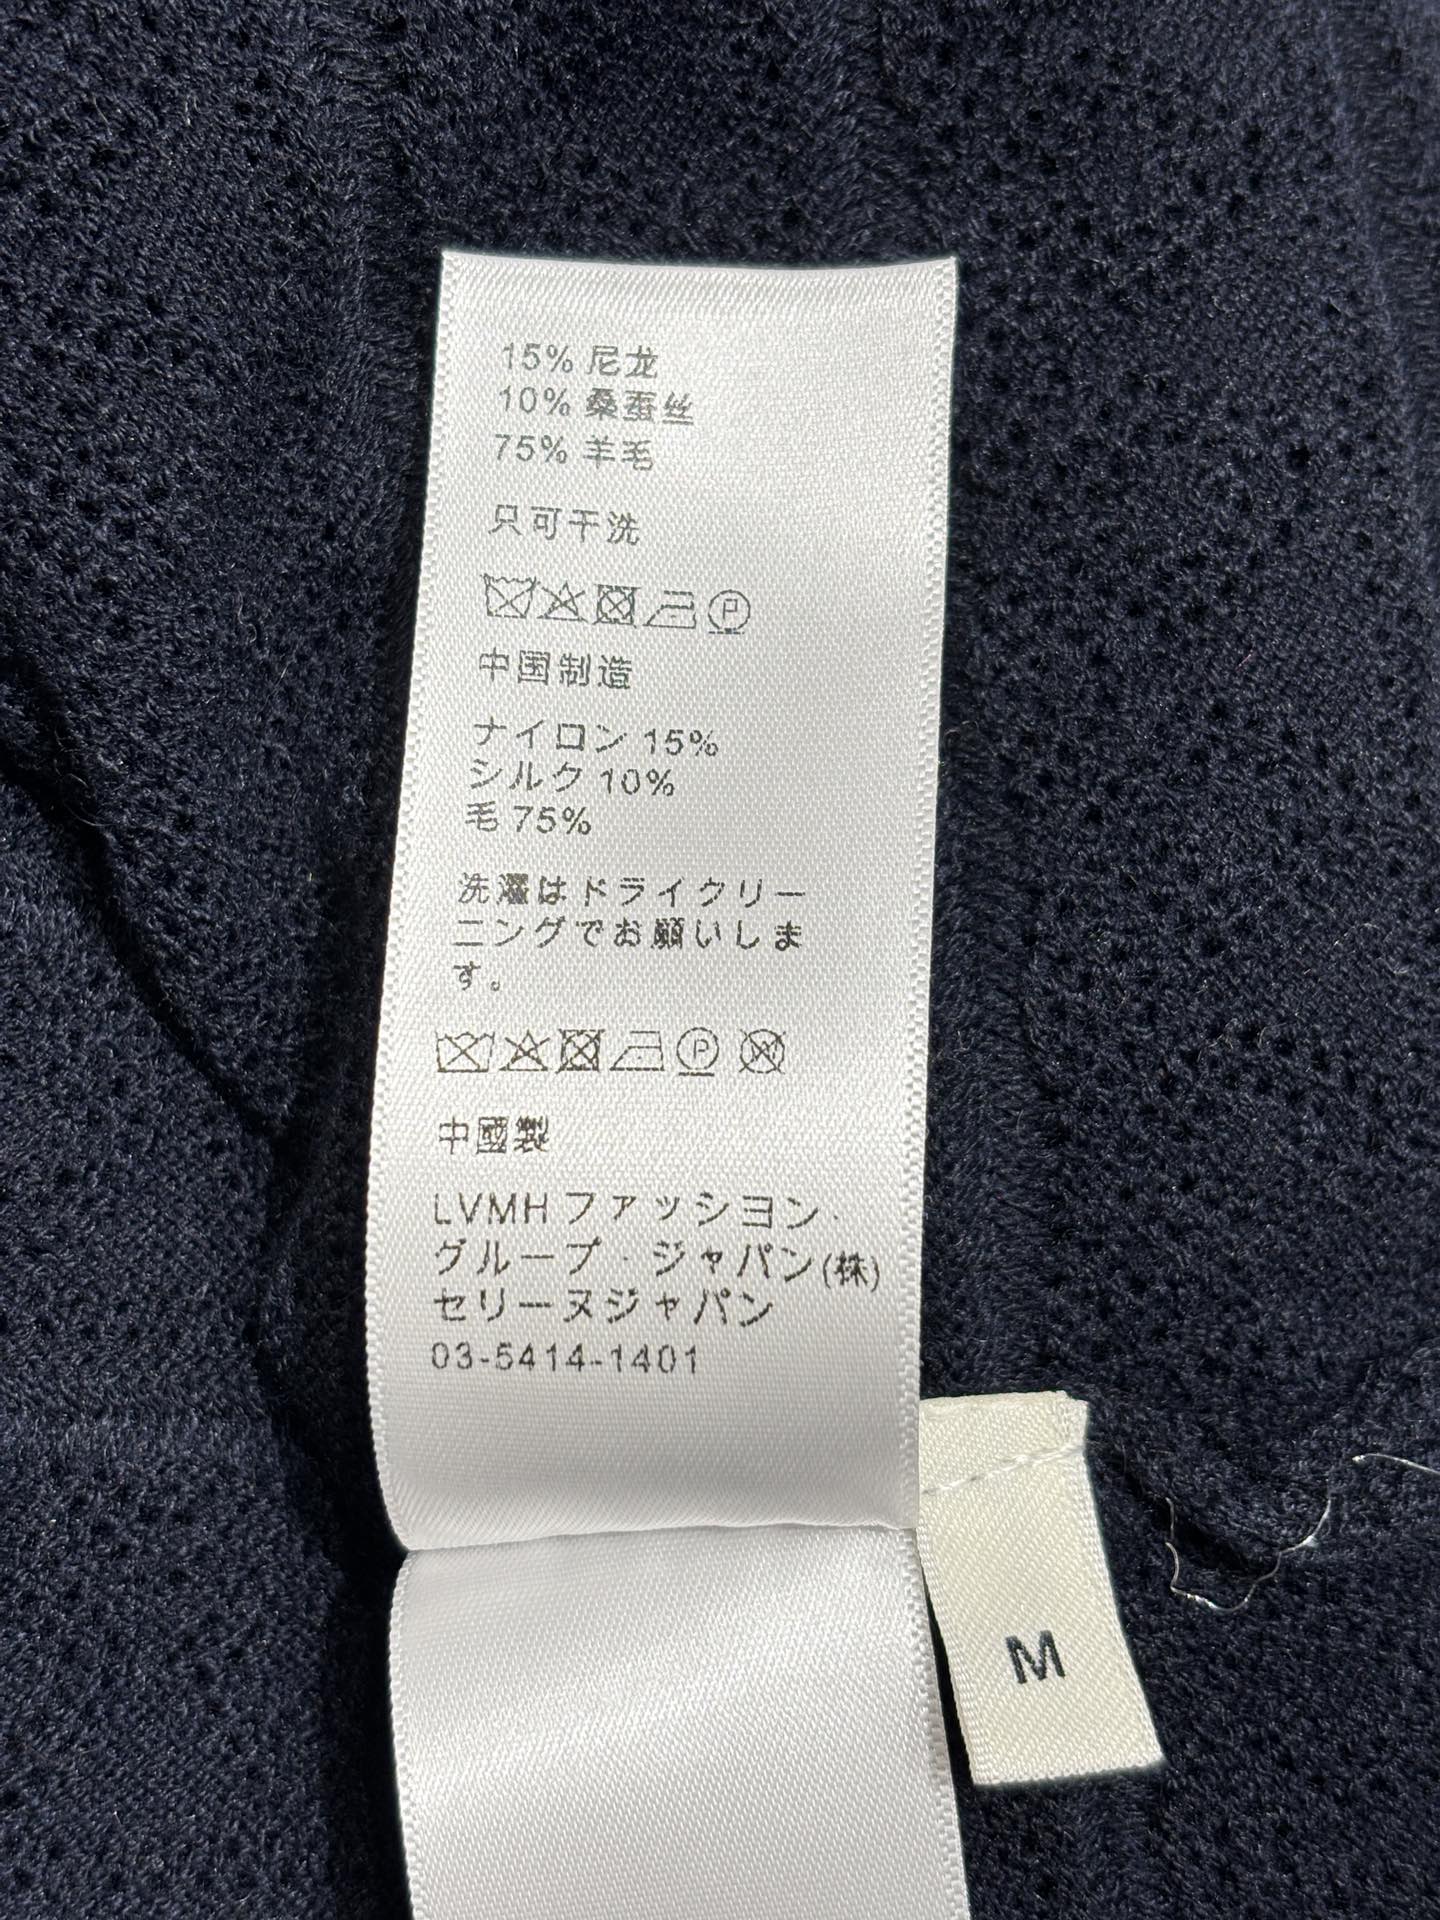 15% 尼龙
10% 桑蚕丝
75% 羊毛
只可干洗
P
中国制造
ナイロン 15%
シルク 10%
毛 75%
洗濯はドライクリー
ニングでお願いしま
す。
P W
中國製
LVMH ファッション·
グループ · ジャパン(株)
セリーヌジャパン
03-5414-1401
M